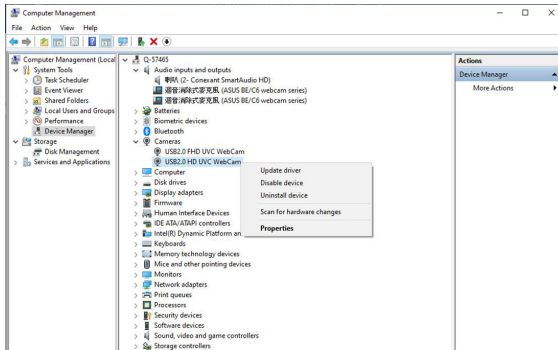 Computer Management
File Action View Help
Computer Management (Local
System Tools
Task Scheduler
Event Viewer
Shared Folders
Local Users and Groups
Performance
Device Manager
Storage
Disk Management
Services and Applications
Q-57465
Audio inputs and outputs
喇叭 (2- Conexant SmartAudio HD)
(ASUS BE/C6 webcam series)
(ASUS BE/C6 webcam series)
Batteries
Biometric devices
Bluetooth
Cameras
USB2.0 FHD UVC WebCam
USB2.0 HD UVC WebCam
Computer
Disk drives
Display adapters
Firmware
Human Interface Devices
IDE ATA/ATAPI controllers
Intel(R) Dynamic Platform an
Keyboards
Memory technology devices
Mice and other pointing devices
Monitors
Network adapters
Print queues
Processors
Security devices
Software devices
Sound, video and game controllers
Storage controllers
Update driver
Disable device
Uninstall device
Scan for hardware changes
Properties
Actions
Device Manager
More Actions